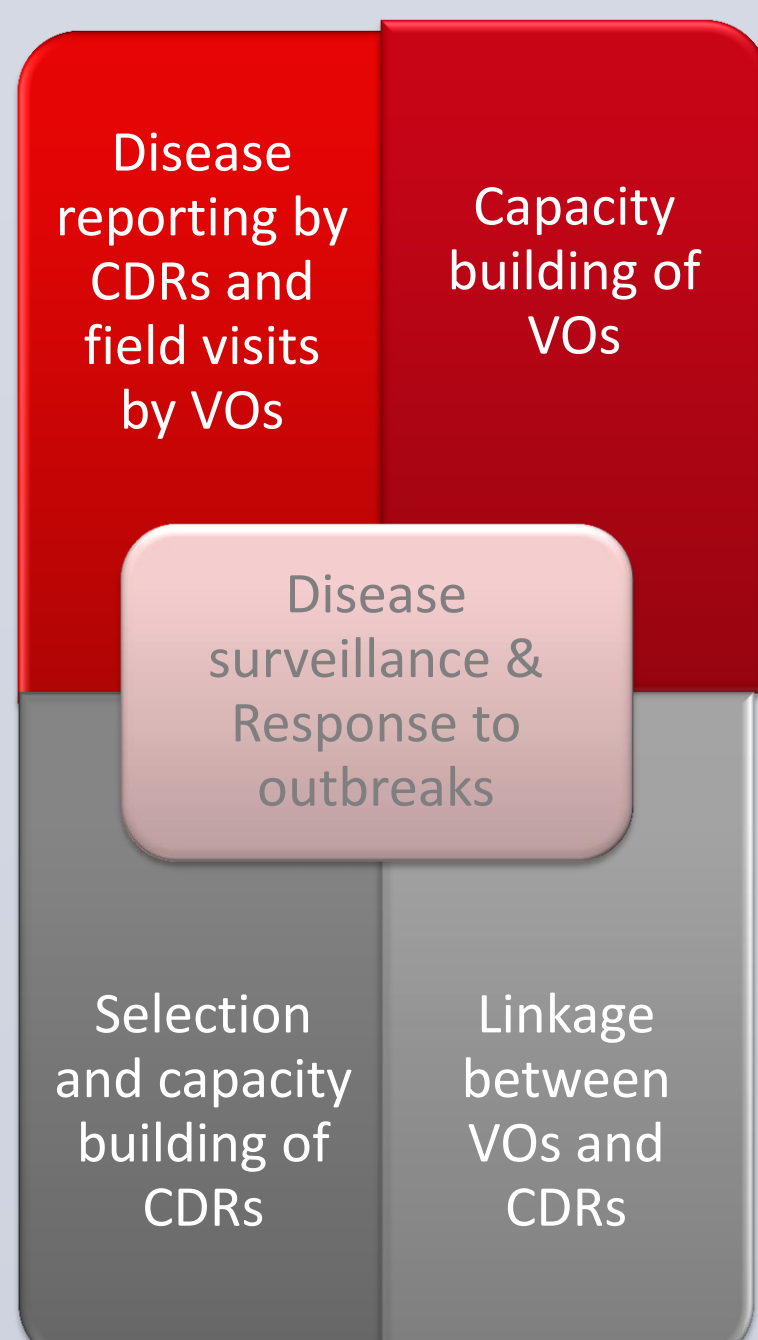 Disease
reporting by
CDRs and
field visits
by VOs
Capacity
building of
VOs
Disease
surveillance &
Response to
outbreaks
Selection
and capacity
building of
CDRs
Linkage
between
VOs and
CDRs